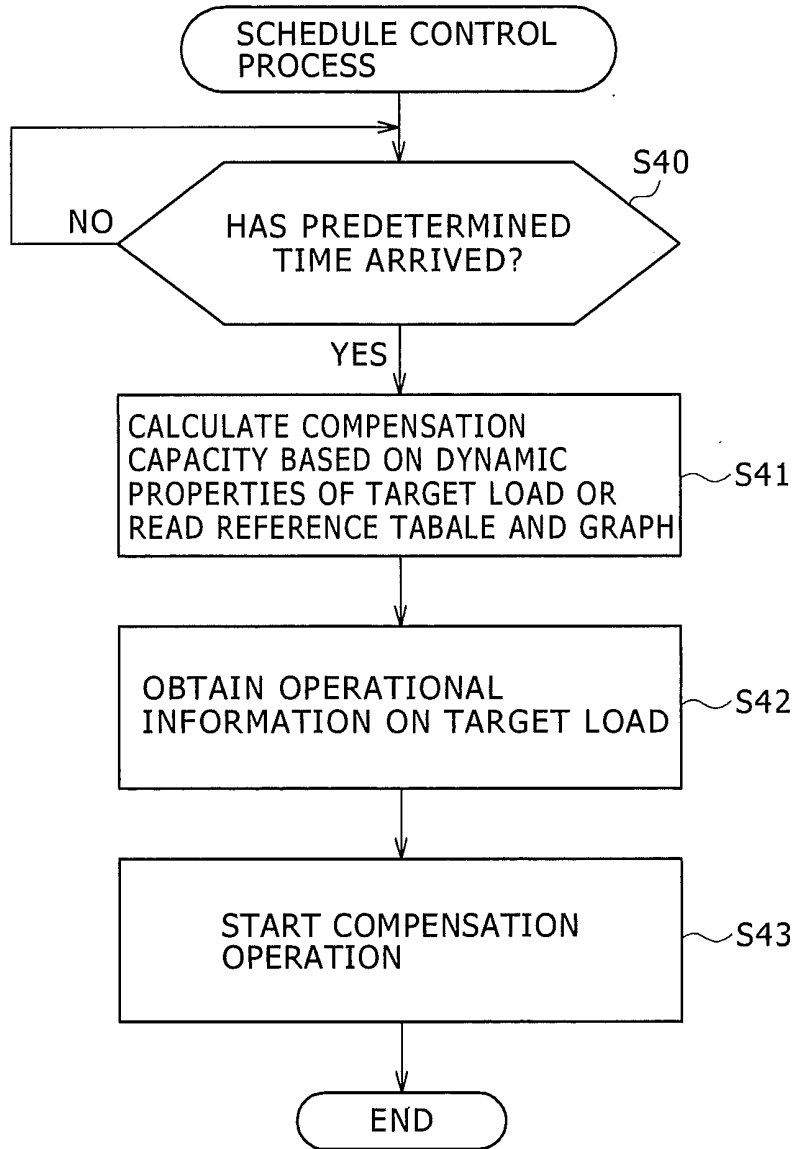 SCHEDULE CONTROL
PROCESS
S40
NO
HAS PREDETERMINED
TIME ARRIVED?
YES
CALCULATE COMPENSATION
CAPACITY BASED ON DYNAMIC
PROPERTIES OF TARGET LOAD OR
READ REFERENCE TABALE AND GRAPH
S41
OBTAIN OPERATIONAL
INFORMATION ON TARGET LOAD
S42
START COMPENSATION
OPERATION
S43
END